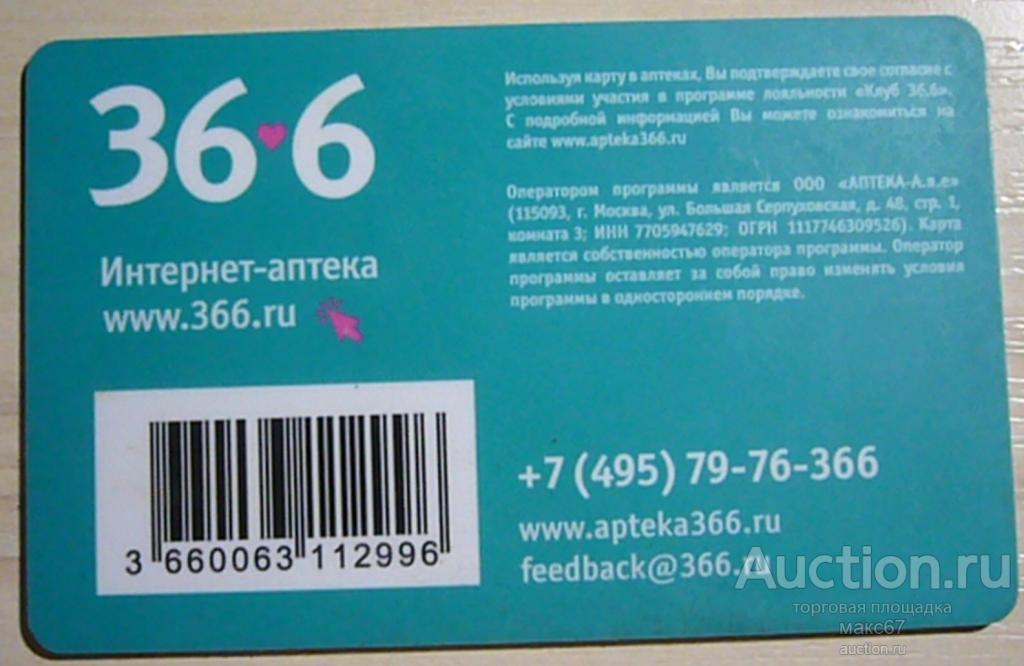 36.6
Интернет-аптека
www.366.ru
3 660063 112996
Используя карту в аптеках, Вы подтверждаете свое согласие с
условиями участия в программе лояльности «Клуб 36,6».
С подробной информацией Вы можете ознакомиться на
сайте www.apteka366.ru
Оператором программы является ООО «АПТЕКА-А.в.е»
(115093, г. Москва, ул. Большая Серпуховская, д. 48, стр. 1,
комната 3; ИНН 7705947629; ОГРН 1117746309526). Карта
является собственностью оператора программы. Оператор
программы оставляет за собой право изменять условия
программы в одностороннем порядке.
+7 (495) 79-76-366
www.apteka366.ru
feedback@366.ru
Auction.ru
торговая площадка
макс67
auction.ru